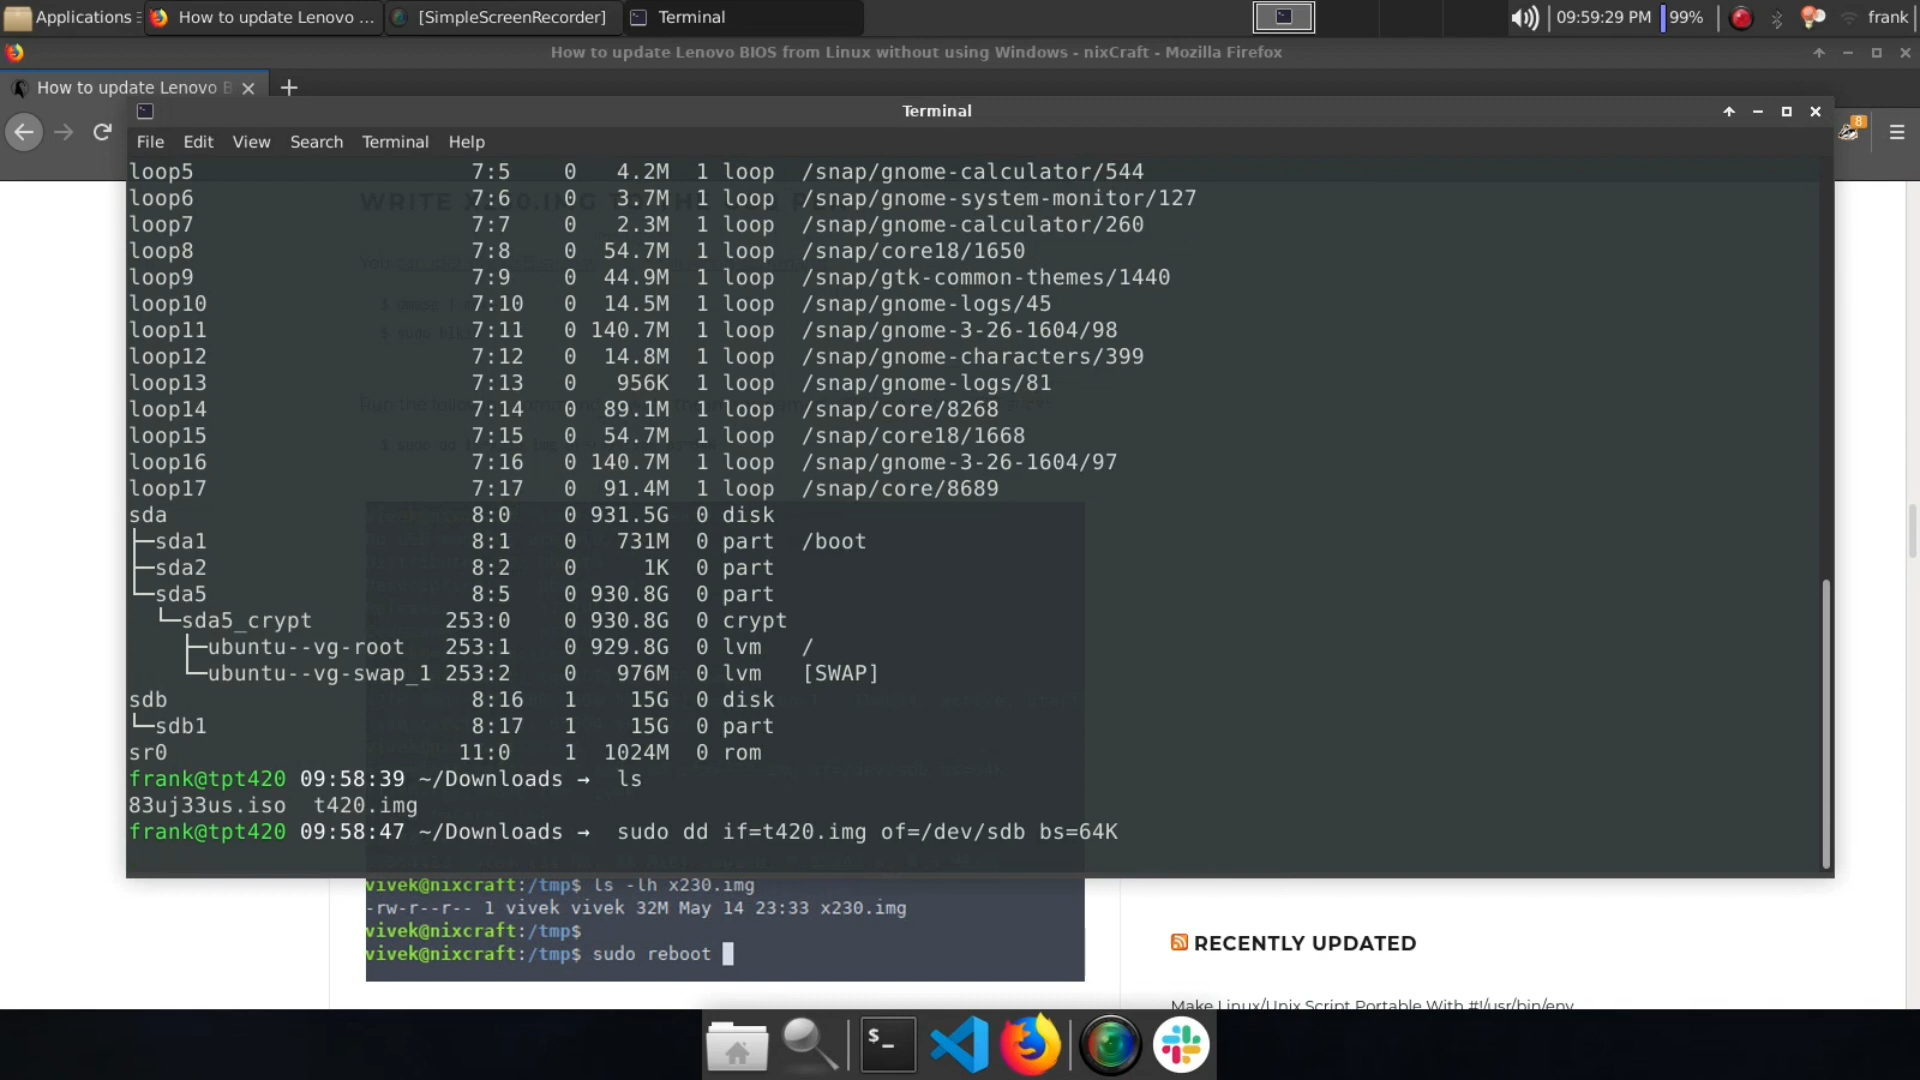 Applications
How to update Lenovo ...
[SimpleScreenRecorder]
Terminal
09:59:29 PM
99%
frank
How to update Lenovo BIOS from Linux without using Windows - nixCraft - Mozilla Firefox
How to update Lenovo B
Terminal
8
File Edit View Search Terminal Help
loop5 7:5 0 4.2M 1 loop /snap/gnome-calculator/544
loop6 7:6 0 3.7M 1 loop /snap/gnome-system-monitor/127
loop7 7:7 0 2.3M 1 loop /snap/gnome-calculator/260
loop8 7:8 0 54.7M 1 loop /snap/core18/1650
loop9 7:9 0 44.9M 1 loop /snap/gtk-common-themes/1440
loop10 7:10 0 14.5M 1 loop /snap/gnome-logs/45
loop11 7:11 0 140.7M 1 loop /snap/gnome-3-26-1604/98
loop12 7:12 0 14.8M 1 loop /snap/gnome-characters/399
loop13 7:13 0 956K 1 loop /snap/gnome-logs/81
loop14 7:14 0 89.1M 1 loop /snap/core/8268
loop15 7:15 0 54.7M 1 loop /snap/core18/1668
loop16 7:16 0 140.7M 1 loop /snap/gnome-3-26-1604/97
loop17 7:17 0 91.4M 1 loop /snap/core/8689
sda 8:0 0 931.5G 0 disk
├─sda1 8:1 0 731M 0 part /boot
├─sda2 8:2 0 1K 0 part
└─sda5 8:5 0 930.8G 0 part
└─sda5_crypt 253:0 0 930.8G 0 crypt
├─ubuntu--vg-root 253:1 0 929.8G 0 lvm /
└─ubuntu--vg-swap_1 253:2 0 976M 0 lvm [SWAP]
sdb 8:16 1 15G 0 disk
└─sdb1 8:17 1 15G 0 part
sr0 11:0 1 1024M 0 rom
frank@tpt420 09:58:39 ~/Downloads → ls
83uj33us.iso t420.img
frank@tpt420 09:58:47 ~/Downloads → sudo dd if=t420.img of=/dev/sdb bs=64K
vivek@nixcraft:/tmp$ ls -lh x230.img
-rw-r--r-- 1 vivek vivek 32M May 14 23:33 x230.img
vivek@nixcraft:/tmp$
vivek@nixcraft:/tmp$ sudo reboot
RECENTLY UPDATED
Make Linux/Unix Script Portable With #!/usr/bin/env
$_